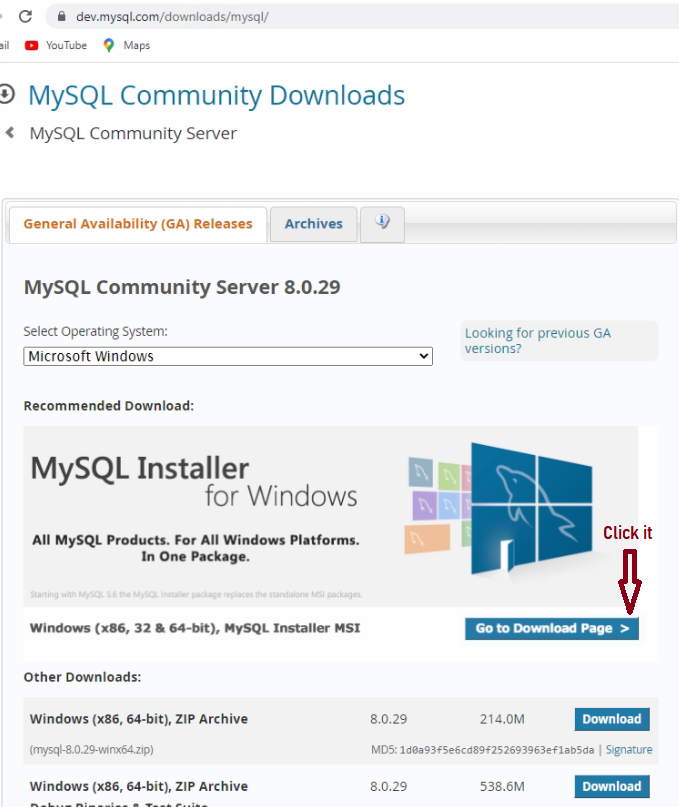 dev.mysql.com/downloads/mysql/
ail YouTube Maps
MySQL Community Downloads
MySQL Community Server
General Availability (GA) Releases Archives
MySQL Community Server 8.0.29
Select Operating System:
Looking for previous GA
versions?
Microsoft Windows
Recommended Download:
MySQL Installer
for Windows
All MySQL Products. For All Windows Platforms.
In One Package.
Click it
Starting with MySQL 5.6 the MySQL Installer package replaces the standalone MSI packages.
Windows (x86, 32 & 64-bit), MySQL Installer MSI Go to Download Page >
Other Downloads:
Windows (x86, 64-bit), ZIP Archive 8.0.29 214.0M Download
(mysql-8.0.29-winx64.zip) MD5: 1d0a93f5e6cd89f252693963ef1ab5da | Signature
Windows (x86, 64-bit), ZIP Archive 8.0.29 538.6M Download
Debug Binaries & Test Suite